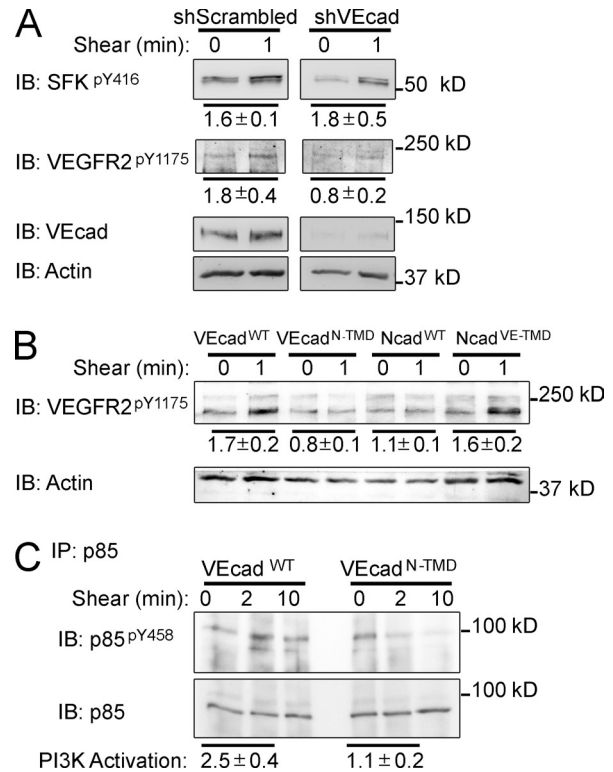 A
shScrambled shVEcad
Shear (min): 0 1 0 1
IB: SFK pY416
50 kD
1.6±0.1 1.8±0.5
250 kD
IB: VEGFR2 pY1175
1.8±0.4 0.8±0.2
150 kD
IB: VEcad
IB: Actin
37 kD
B
VEcad WT VEcad N-TMD Ncad WT Ncad VE-TMD
Shear (min): 0 1 0 1 0 1 0 1
250 kD
IB: VEGFR2 pY1175
1.7±0.2 0.8±0.1 1.1±0.1 1.6±0.2
IB: Actin
37 kD
C IP: p85
VEcad WT VEcad N-TMD
Shear (min): 0 2 10 0 2 10
100 kD
IB: p85 pY458
100 kD
IB: p85
PI3K Activation: 2.5±0.4 1.1±0.2